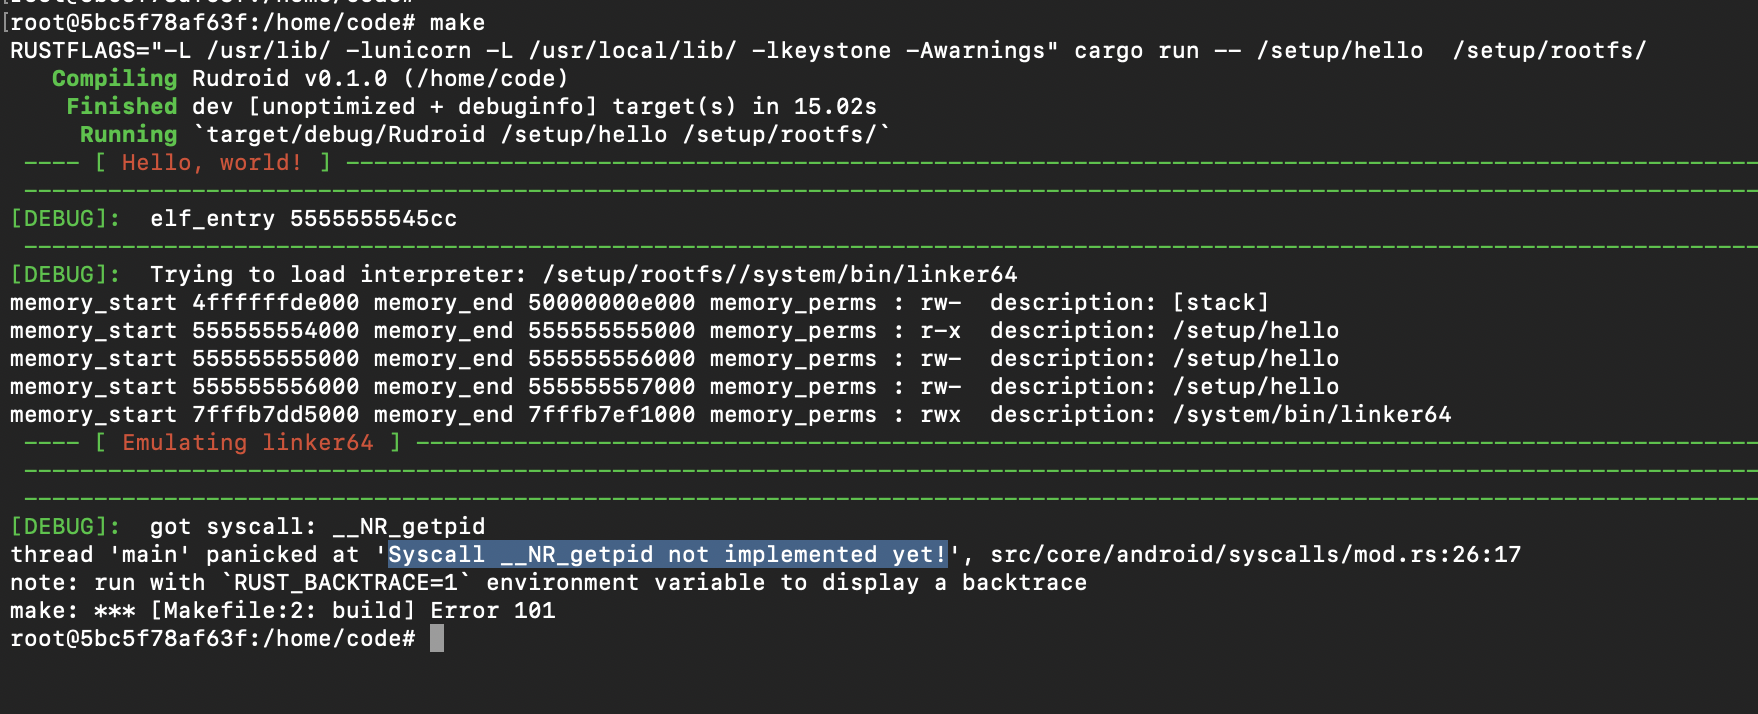 [root@5bc5f78af63f:/home/code# make
RUSTFLAGS="-L /usr/lib/ -lunicorn -L /usr/local/lib/ -lkeystone -Awarnings" cargo run -- /setup/hello  /setup/rootfs/
   Compiling Rudroid v0.1.0 (/home/code)
    Finished dev [unoptimized + debuginfo] target(s) in 15.02s
     Running `target/debug/Rudroid /setup/hello /setup/rootfs/`
 ---- [ Hello, world! ] -----------------------------------------------------------------------------------------------------
 ----------------------------------------------------------------------------------------------------------------------------
[DEBUG]:  elf_entry 5555555545cc
 ----------------------------------------------------------------------------------------------------------------------------
[DEBUG]:  Trying to load interpreter: /setup/rootfs//system/bin/linker64
memory_start 4ffffffde000 memory_end 50000000e000 memory_perms : rw-  description: [stack]
memory_start 555555554000 memory_end 555555555000 memory_perms : r-x  description: /setup/hello
memory_start 555555555000 memory_end 555555556000 memory_perms : rw-  description: /setup/hello
memory_start 555555556000 memory_end 555555557000 memory_perms : rw-  description: /setup/hello
memory_start 7fffb7dd5000 memory_end 7fffb7ef1000 memory_perms : rwx  description: /system/bin/linker64
 ---- [ Emulating linker64 ] ------------------------------------------------------------------------------------------------
 ----------------------------------------------------------------------------------------------------------------------------
 ----------------------------------------------------------------------------------------------------------------------------
[DEBUG]:  got syscall: __NR_getpid
thread 'main' panicked at 'Syscall __NR_getpid not implemented yet!', src/core/android/syscalls/mod.rs:26:17
note: run with `RUST_BACKTRACE=1` environment variable to display a backtrace
make: *** [Makefile:2: build] Error 101
root@5bc5f78af63f:/home/code#